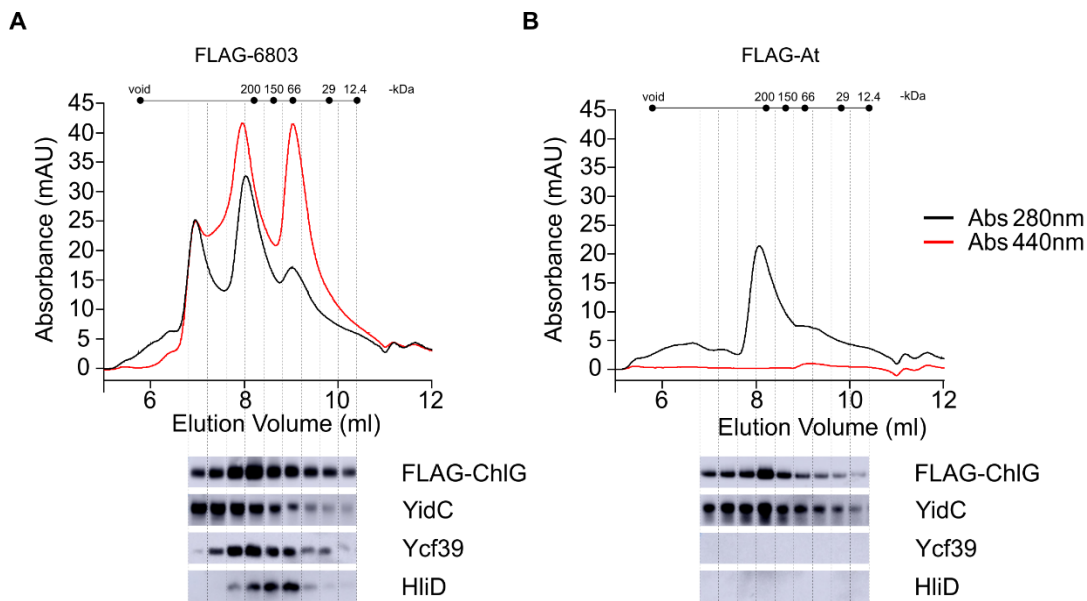 A
FLAG-6803
void 200 150 66 29 12.4 -kDa
45
40
35
30
25
20
15
10
5
0
Absorbance (mAU)
6 8 10 12
Elution Volume (ml)
FLAG-ChlG
YidC
Ycf39
HliD
B
FLAG-At
void 200 150 66 29 12.4 -kDa
45
40
35
30
25
20
15
10
5
0
Absorbance (mAU)
6 8 10 12
Elution Volume (ml)
Abs 280nm
Abs 440nm
FLAG-ChlG
YidC
Ycf39
HliD